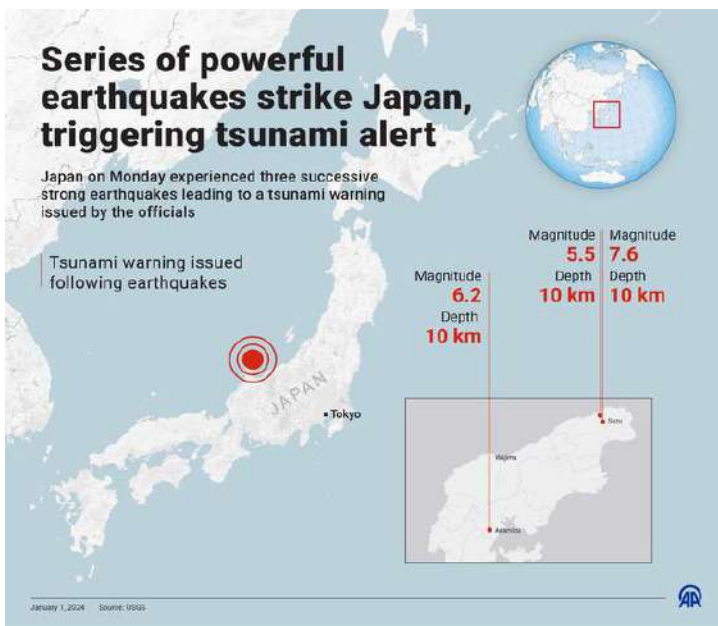 Series of powerful
earthquakes strike Japan,
triggering tsunami alert
Japan on Monday experienced three successive
strong earthquakes leading to a tsunami warning
issued by the officials
Tsunami warning issued
following earthquakes
Magnitude
6.2
Depth
10 km
Magnitude
5.5
Depth
10 km
Magnitude
7.6
Depth
10 km
JAPAN
Tokyo
Suzu
Wajima
Anamizu
January 1, 2024 Source: USGS
AA